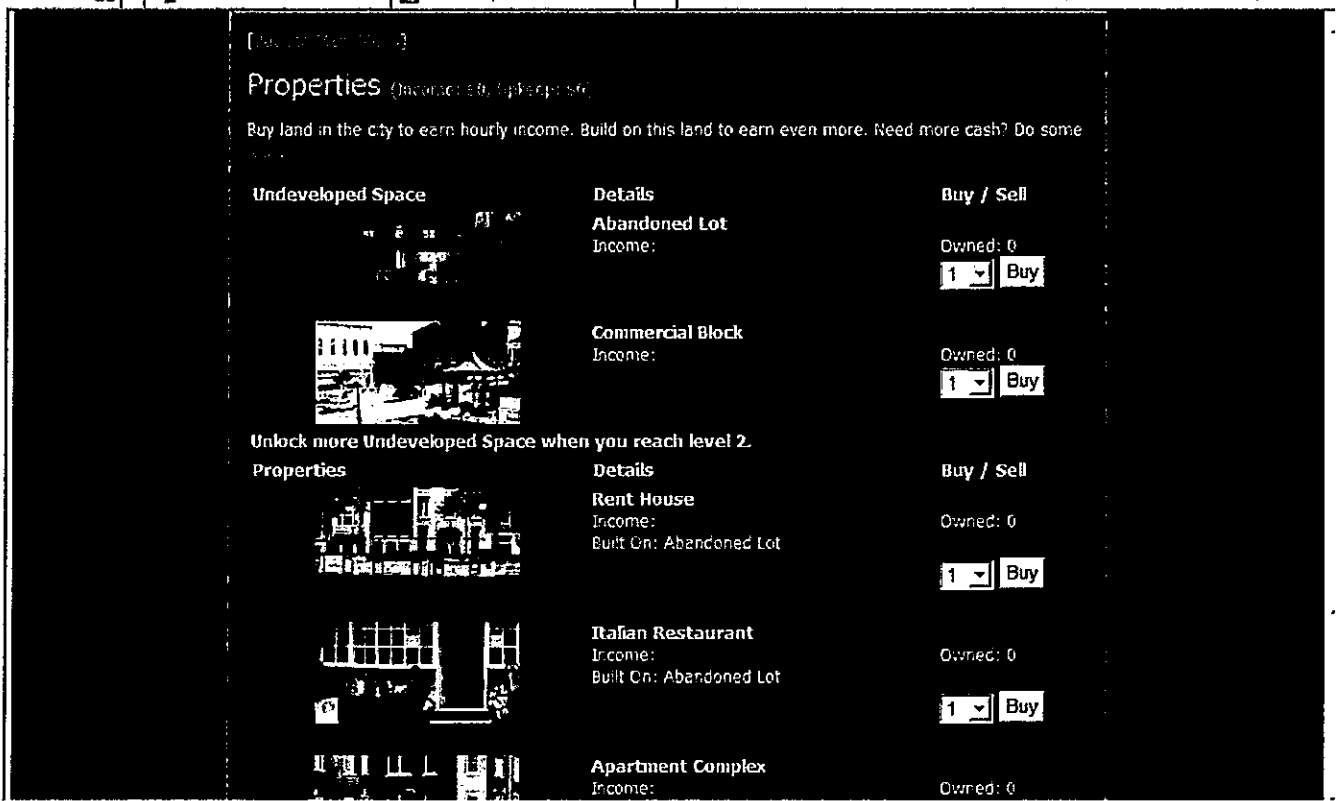 Properties
Buy land in the city to earn hourly income. Build on this land to earn even more. Need more cash? Do some
Undeveloped Space Details Buy / Sell
Abandoned Lot
Income: Owned: 0
1 Buy
Commercial Block
Income: Owned: 0
1 Buy
Unlock more Undeveloped Space when you reach level 2.
Properties Details Buy / Sell
Rent House
Income: Owned: 0
Built On: Abandoned Lot
1 Buy
Italian Restaurant
Income: Owned: 0
Built On: Abandoned Lot
1 Buy
Apartment Complex
Income: Owned: 0